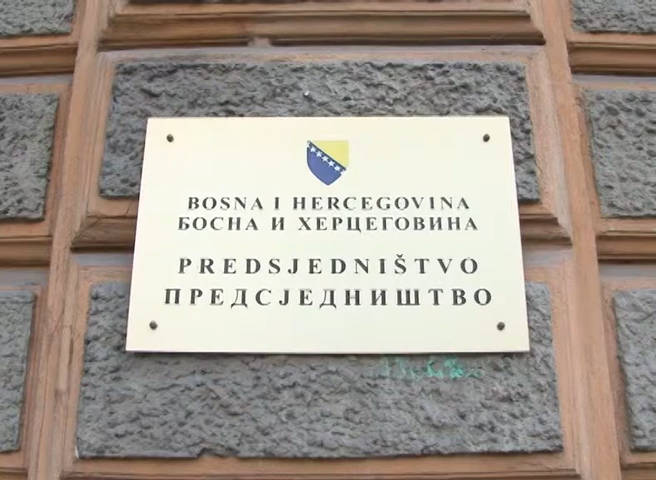 BOSNA I HERCEGOVINA
БОСНА И ХЕРЦЕГОВИНА
PREDSJEDNIŠTVO
ПРЕДСЈЕДНИШТВО